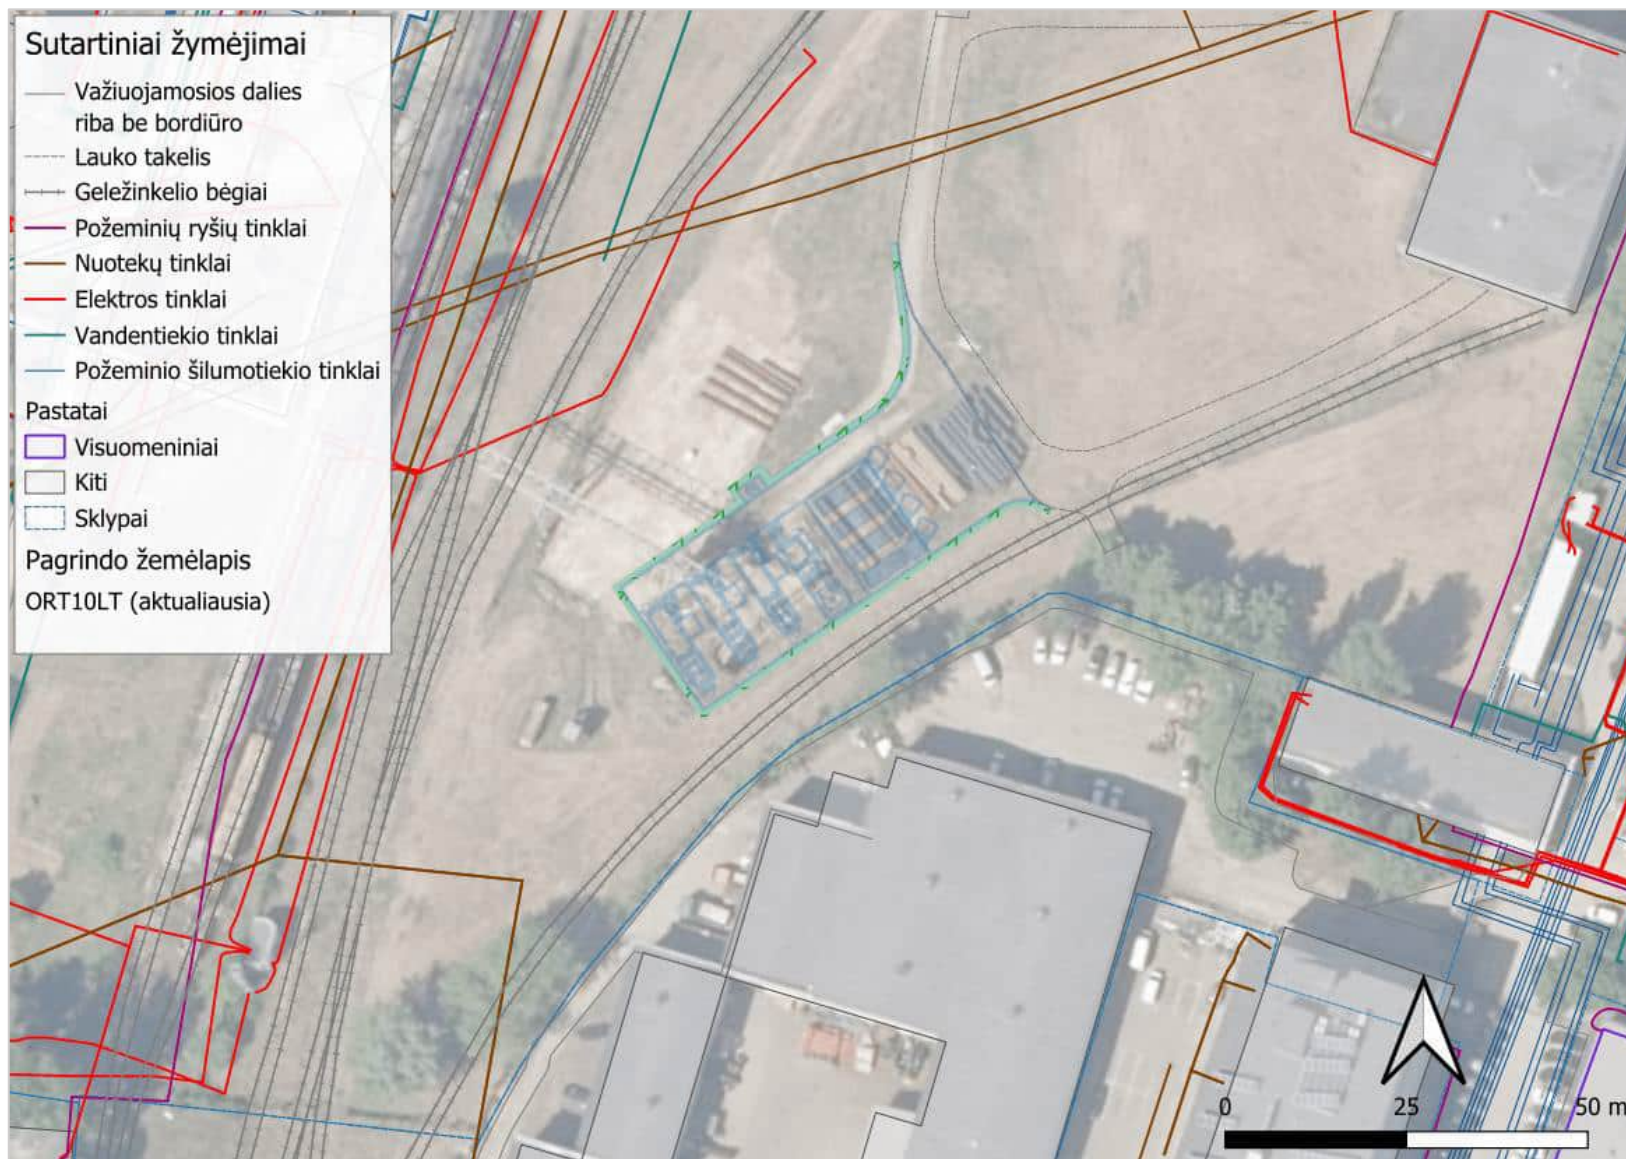 Sutartiniai žymėjimai
Važiuojamosios dalies
riba be bordiūro
Lauko takelis
Geležinkelio bėgiai
Požeminių ryšių tinklai
Nuotekų tinklai
Elektros tinklai
Vandentiekio tinklai
Požeminio šilumotiekio tinklai
Pastatai
Visuomeniniai
Kiti
Sklypai
Pagrindo žemėlapis
ORT10LT (aktualiausia)
0 25 50 m